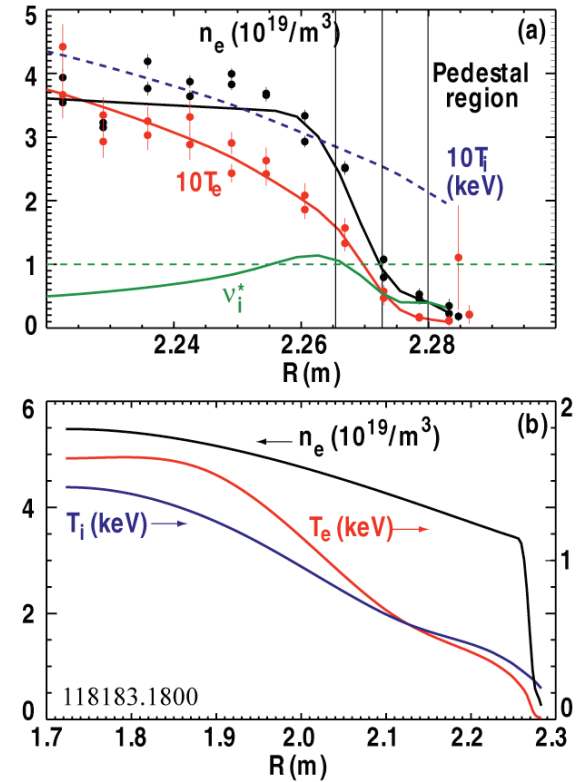 5
4
3
2
1
0
n_e (10^19/m^3)
(a)
Pedestal
region
10T_i
(keV)
10T_e
ν_i^*
2.24
2.26
2.28
R (m)
6
4
2
0
2
1
0
n_e (10^19/m^3)
(b)
T_i (keV)
T_e (keV)
118183.1800
1.7
1.8
1.9
2.0
2.1
2.2
2.3
R (m)